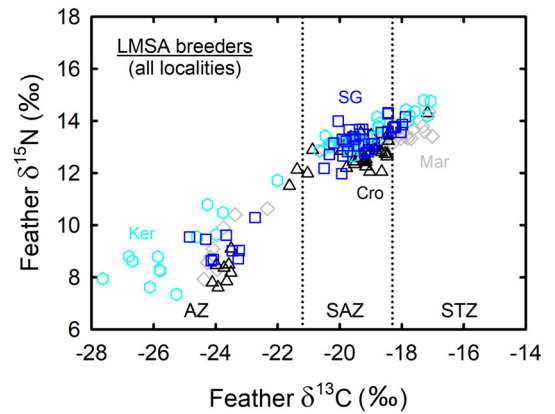 18
LMSA breeders
(all localities)
SG
16
14
12
10
8
6
Mar
Cro
Ker
AZ
SAZ
STZ
-28
-26
-24
-22
-20
-18
-16
-14
Feather δ15N (‰)
Feather δ13C (‰)